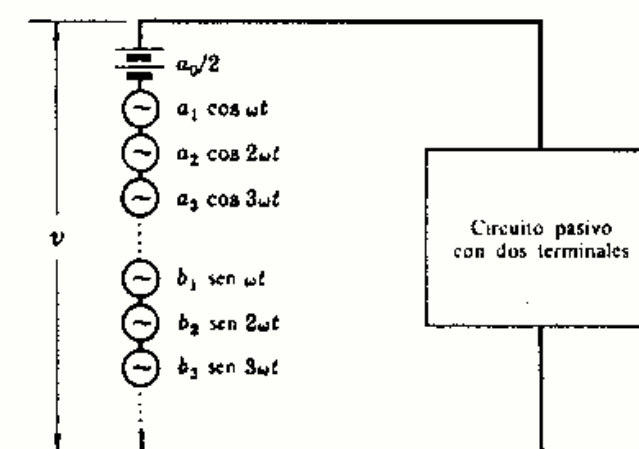 a₀/2
a₁ cos ωt
a₂ cos 2ωt
a₃ cos 3ωt
v
Circuito pasivo
con dos terminales
b₁ sen ωt
b₂ sen 2ωt
b₃ sen 3ωt